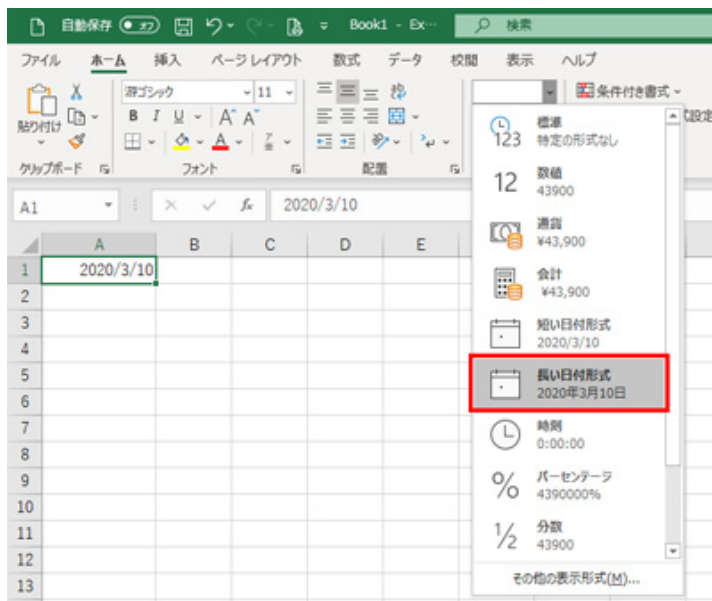 自動保存 オフ Book1 - Ex… 検索
ファイル ホーム 挿入 ページ レイアウト 数式 データ 校閲 表示 ヘルプ
游ゴシック 11 条件付き書式
貼り付け B I U A A
クリップボード フォント 配置
A1 fx 2020/3/10
A B C D E
1 2020/3/10
2
3
4
5
6
7
8
9
10
11
12
13
123
標準
特定の形式なし
12
数値
43900
通貨
¥43,900
会計
¥43,900
短い日付形式
2020/3/10
長い日付形式
2020年3月10日
時刻
0:00:00
%
パーセンテージ
4390000%
1/2
分数
43900
その他の表示形式(M)...